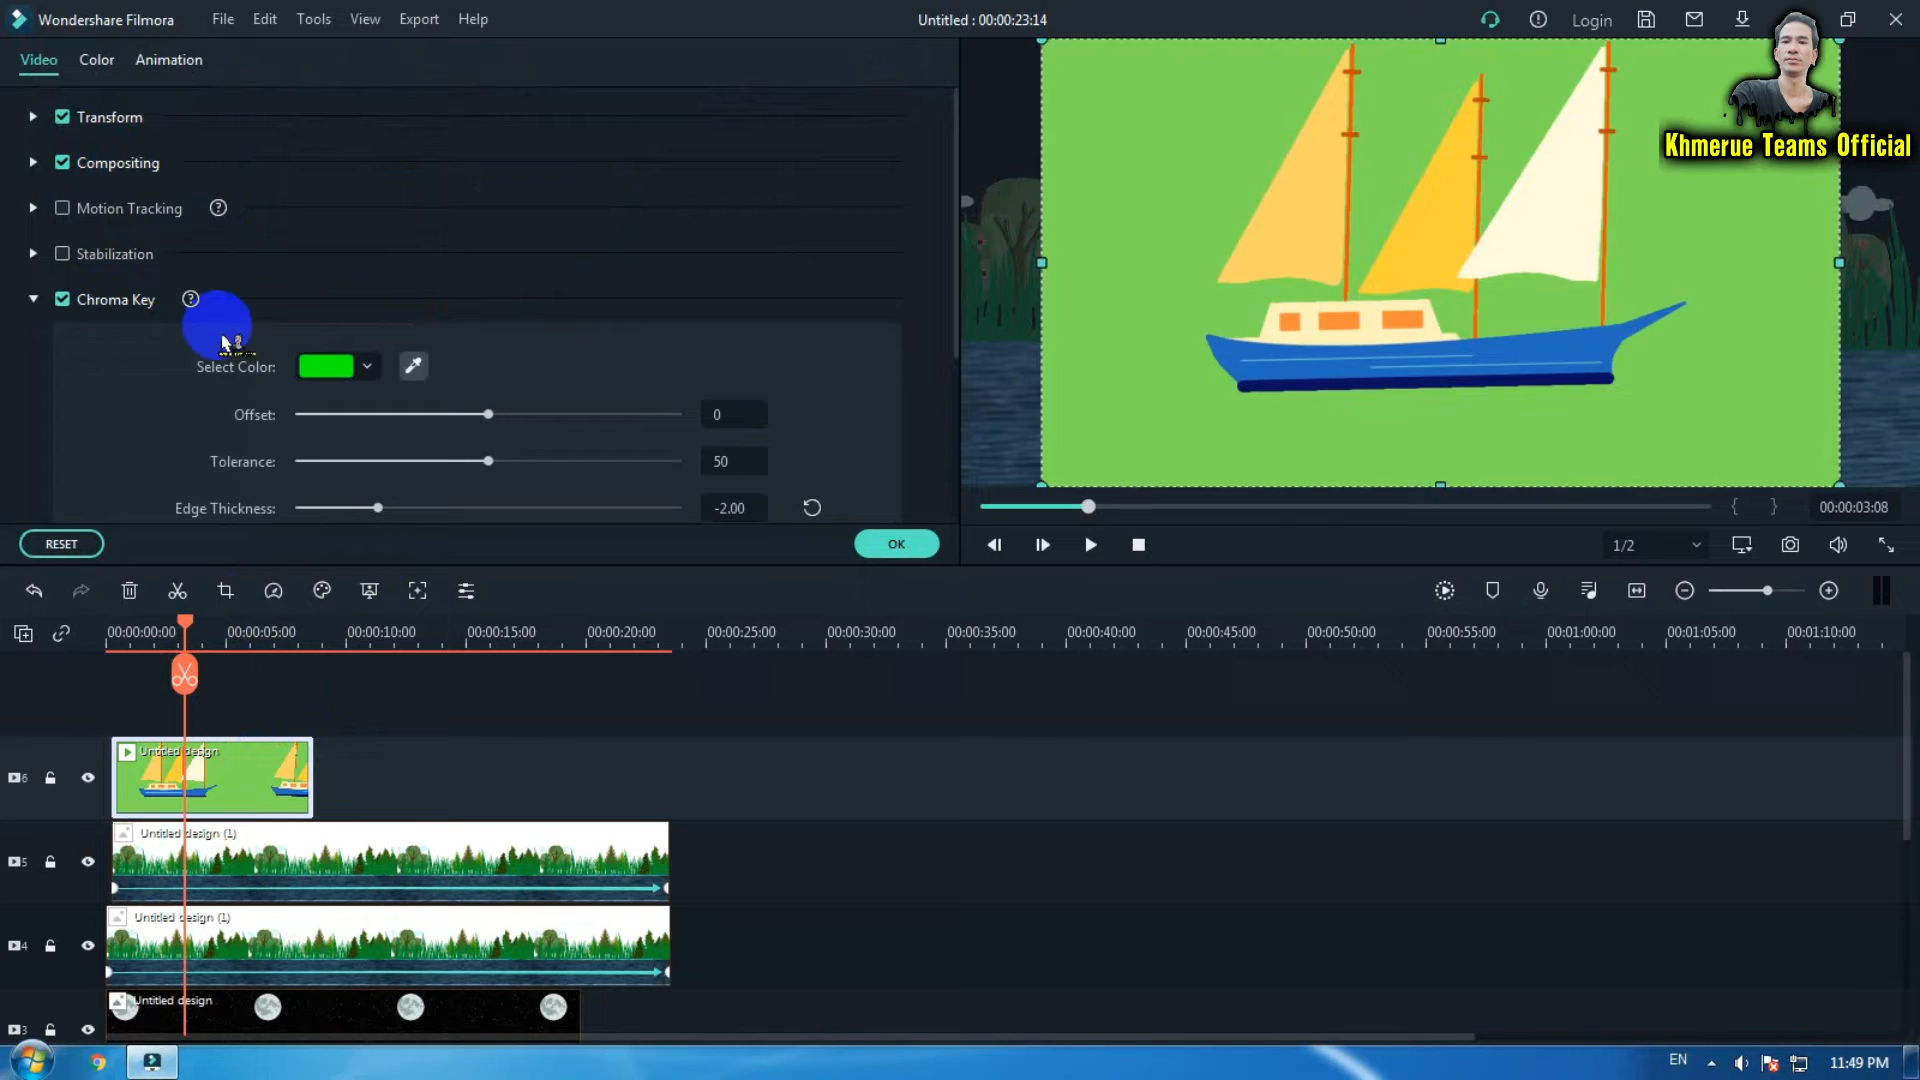 Wondershare Filmora
File
Edit
Tools
View
Export
Help
Untitled : 00:00:23:14
Login
Video
Color
Animation
Khmerue Teams Official
Transform
Compositing
Motion Tracking
Stabilization
Chroma Key
Select Color:
Offset:
0
Tolerance:
50
Edge Thickness:
-2.00
RESET
OK
00:00:03:08
1/2
00:00:00:00
00:00:05:00
00:00:10:00
00:00:15:00
00:00:20:00
00:00:25:00
00:00:30:00
00:00:35:00
00:00:40:00
00:00:45:00
00:00:50:00
00:00:55:00
00:01:00:00
00:01:05:00
00:01:10:00
6
Untitled design
5
Untitled design (1)
4
Untitled design (1)
3
Untitled design
EN
11:49 PM